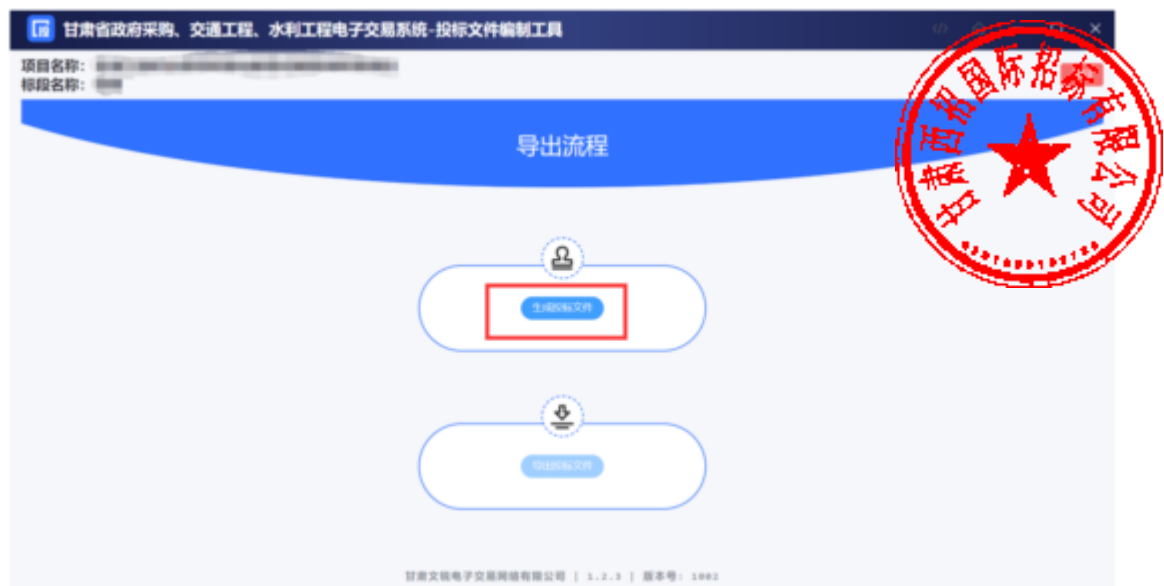 甘肃省政府采购、交通工程、水利工程电子交易系统-投标文件编制工具
项目名称:
标段名称:
导出流程
甘肃西招国际招标有限公司
生成投标文件
导出投标文件
甘肃文锐电子交易网络有限公司 | 1.2.3 | 版本号: 1002